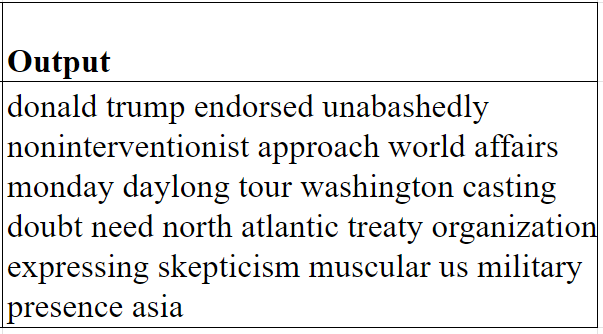 Output
donald trump endorsed unabashedly
noninterventionist approach world affairs
monday daylong tour washington casting
doubt need north atlantic treaty organization
expressing skepticism muscular us military
presence asia